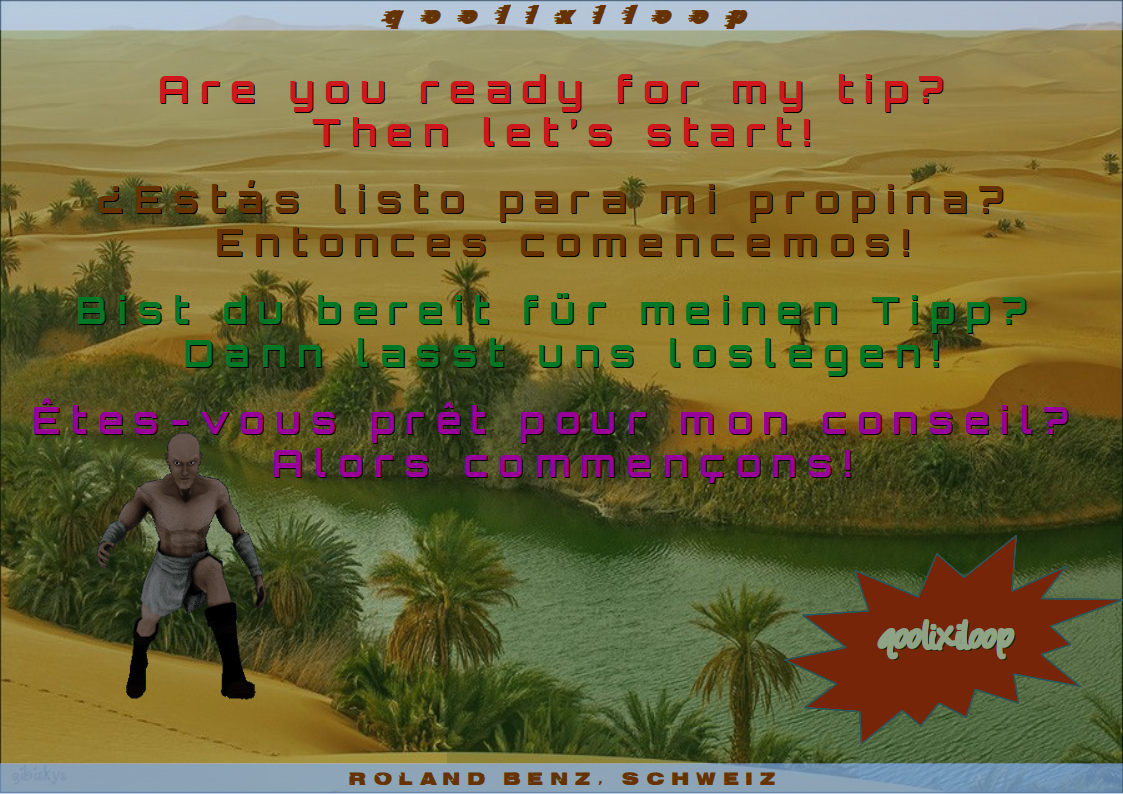 qoolixiloop
Are you ready for my tip?
Then let's start!
¿Estás listo para mi propina?
Entonces comencemos!
Bist du bereit für meinen Tipp?
Dann lasst uns loslegen!
Êtes-vous prêt pour mon conseil?
Alors commençons!
qoolixiloop
ROLAND BENZ, SCHWEIZ